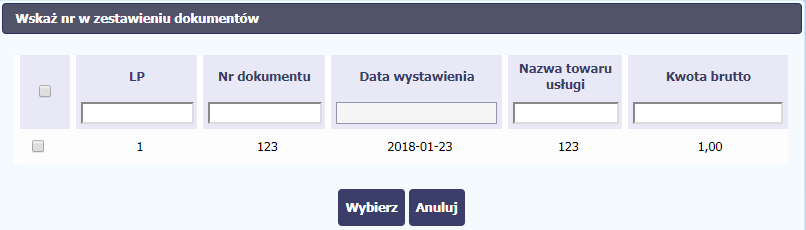 Wskaż nr w zestawieniu dokumentów
LP Nr dokumentu Data wystawienia Nazwa towaru usługi Kwota brutto
1 123 2018-01-23 123 1,00
Wybierz Anuluj